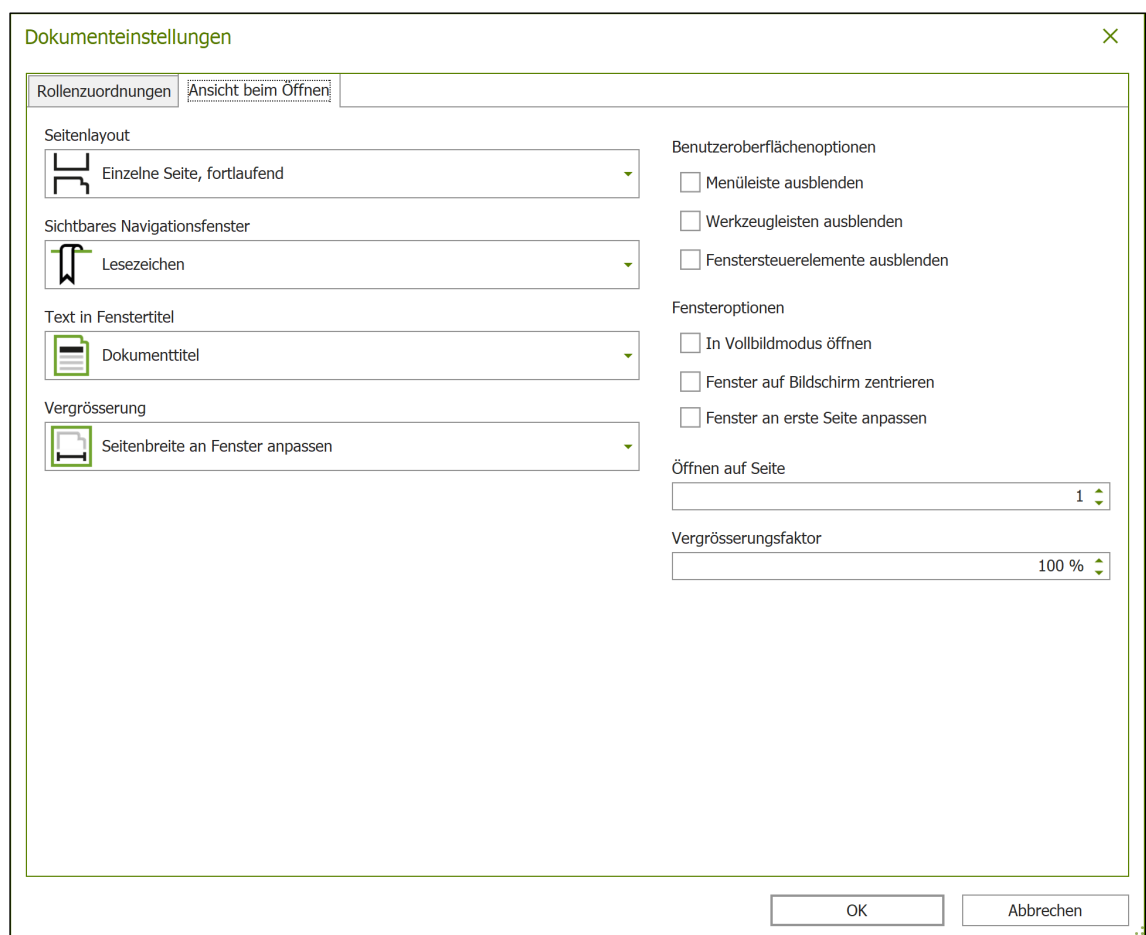 Dokumenteinstellungen
Rollenzuordnungen
Ansicht beim Öffnen
Seitenlayout
Einzelne Seite, fortlaufend
Sichtbares Navigationsfenster
Lesezeichen
Text in Fenstertitel
Dokumenttitel
Vergrösserung
Seitenbreite an Fenster anpassen
Benutzeroberflächenoptionen
Menüleiste ausblenden
Werkzeugleisten ausblenden
Fenstersteuerelemente ausblenden
Fensteroptionen
In Vollbildmodus öffnen
Fenster auf Bildschirm zentrieren
Fenster an erste Seite anpassen
Öffnen auf Seite
1
Vergrösserungsfaktor
100 %
OK
Abbrechen